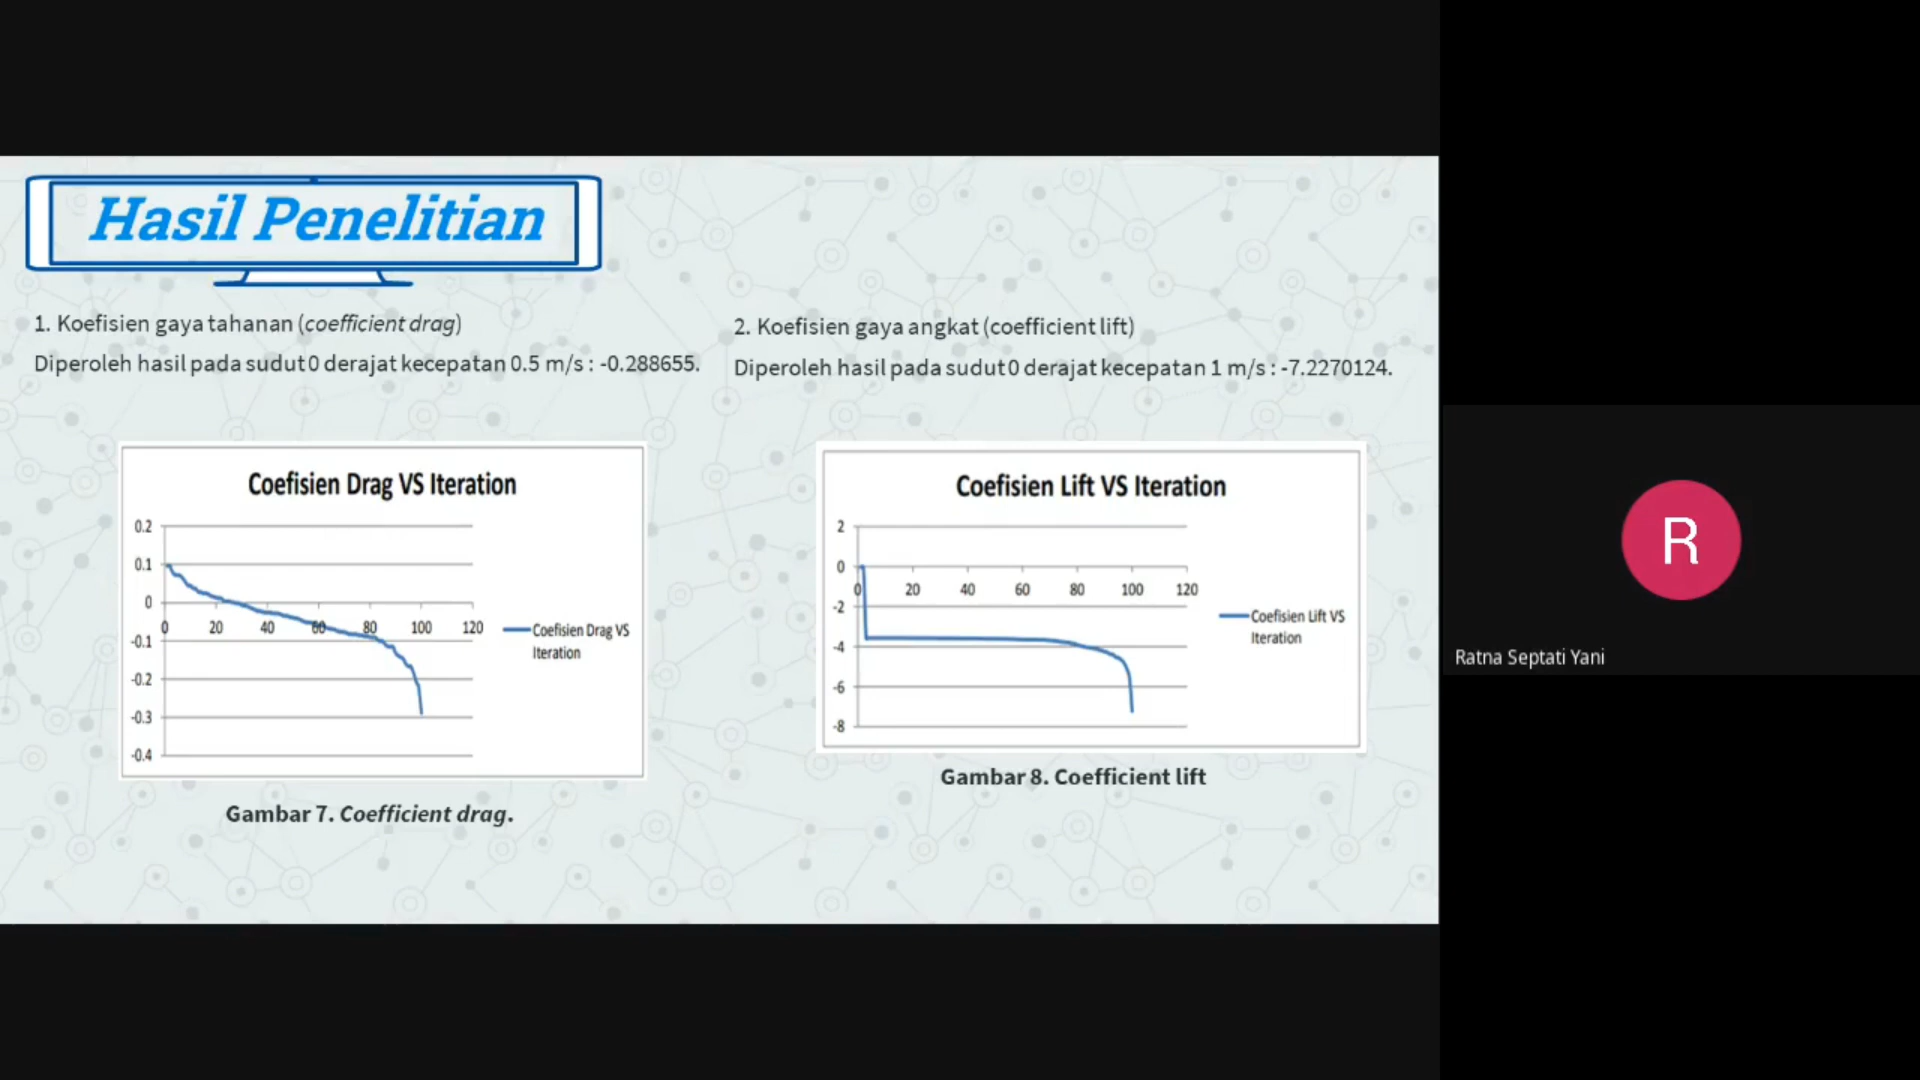 Hasil Penelitian
1. Koefisien gaya tahanan (coefficient drag)
Diperoleh hasil pada sudut 0 derajat kecepatan 0.5 m/s : -0.288655.
Coefisien Drag VS Iteration
0.2
0.1
0
-0.1
-0.2
-0.3
-0.4
0 20 40 60 80 100 120
Coefisien Drag VS
Iteration
Gambar 7. Coefficient drag.
2. Koefisien gaya angkat (coefficient lift)
Diperoleh hasil pada sudut 0 derajat kecepatan 1 m/s : -7.2270124.
Coefisien Lift VS Iteration
2
0
-2
-4
-6
-8
0 20 40 60 80 100 120
Coefisien Lift VS
Iteration
Gambar 8. Coefficient lift
R
Ratna Septati Yani